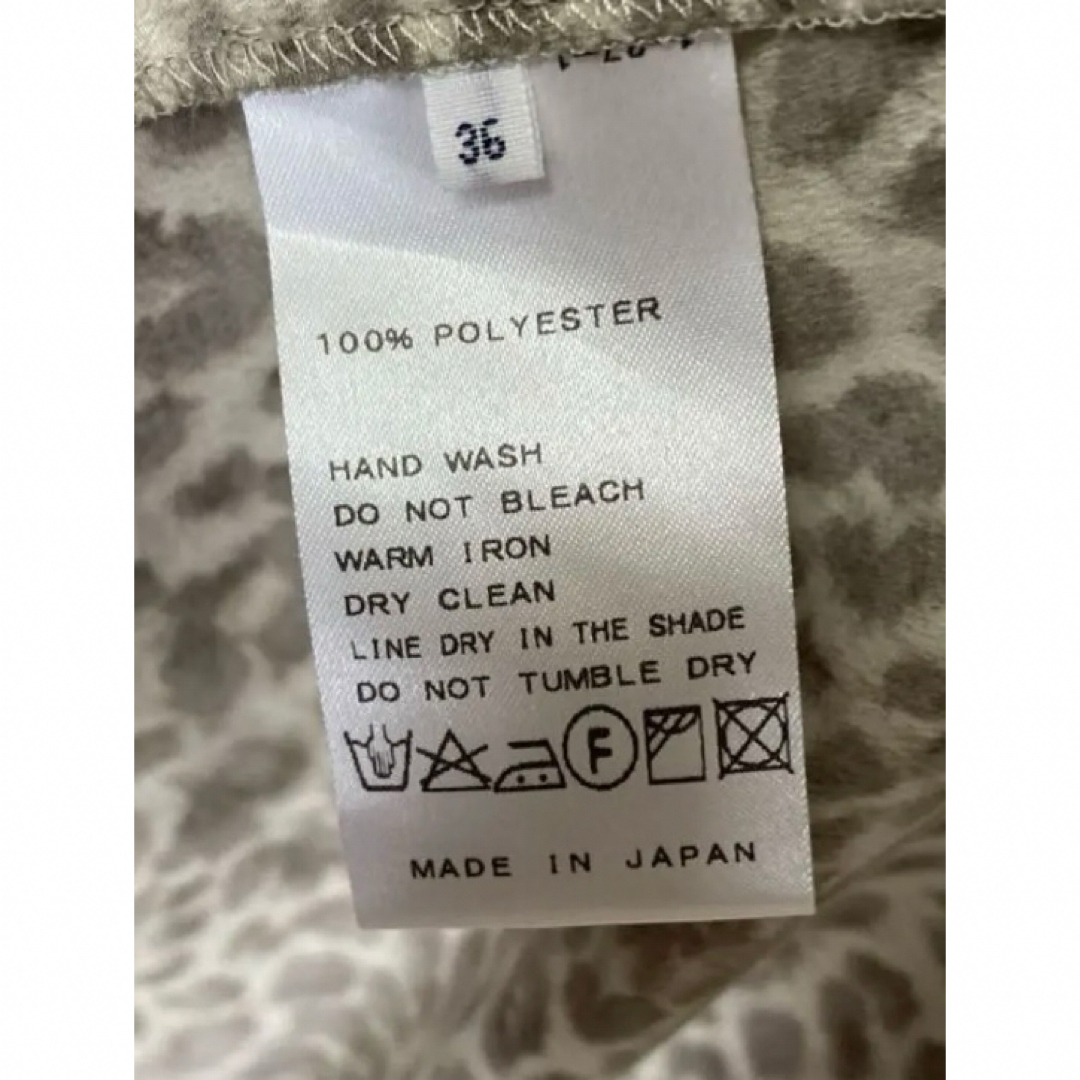 36
100% POLYESTER
HAND WASH
DO NOT BLEACH
WARM IRON
DRY CLEAN
LINE DRY IN THE SHADE
DO NOT TUMBLE DRY
F
MADE IN JAPAN